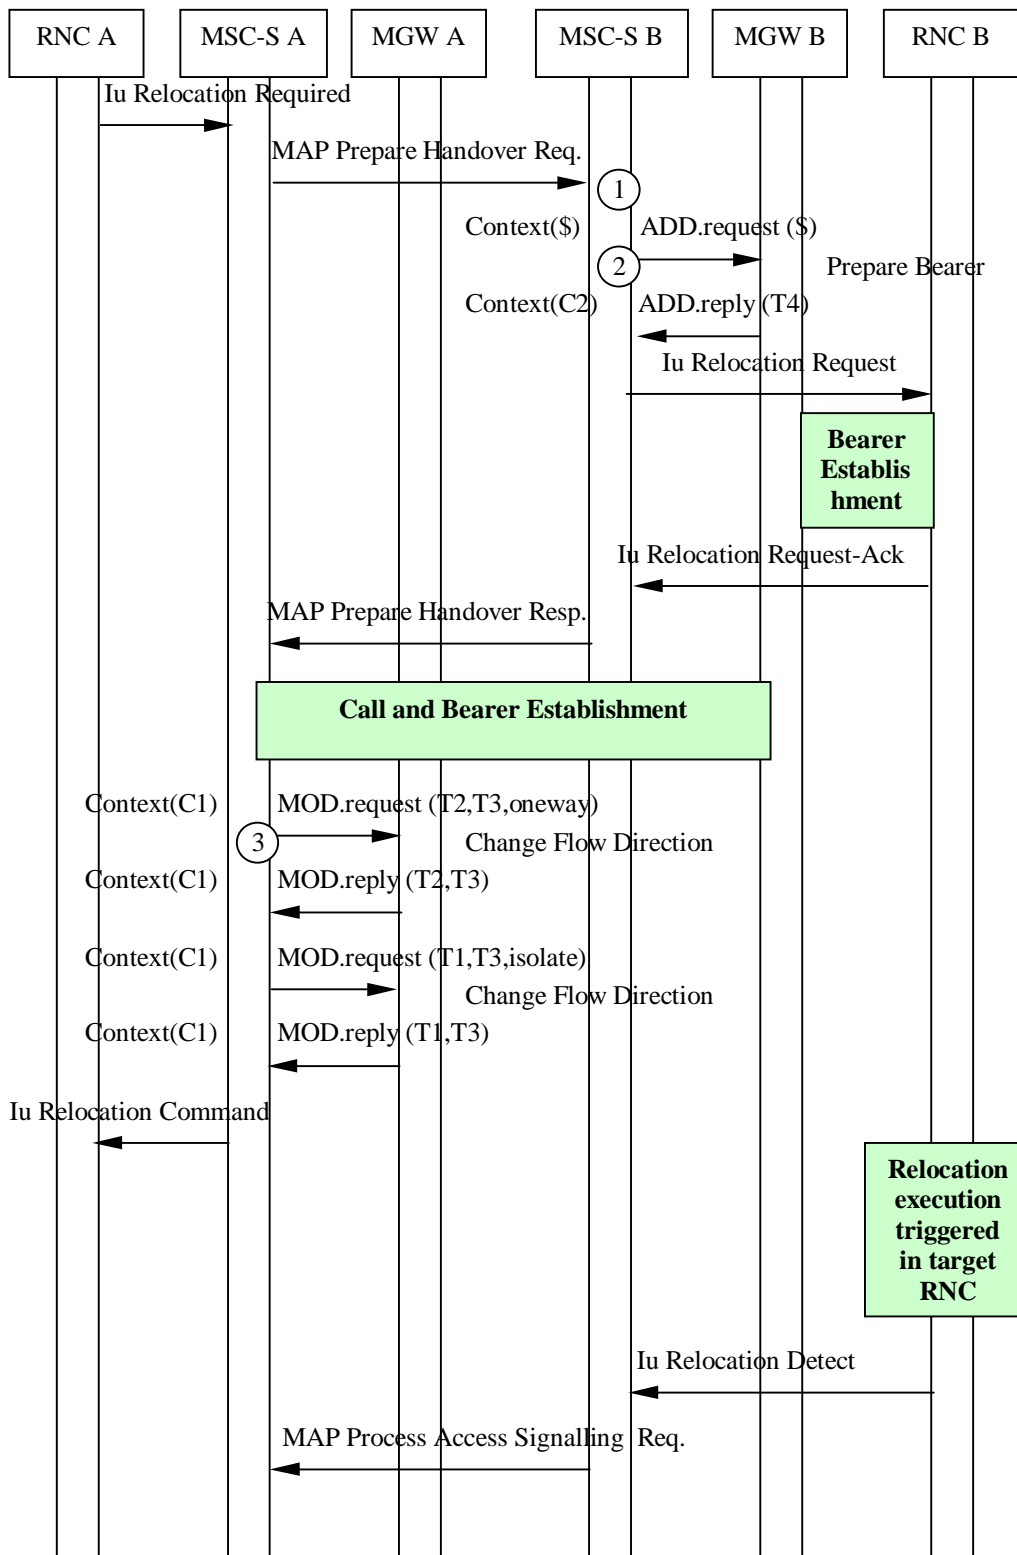 RNC A MSC-S A MGW A MSC-S B MGW B RNC B
Iu Relocation Required
MAP Prepare Handover Req.
1
Context($) ADD.request ($)
2 Prepare Bearer
Context(C2) ADD.reply (T4)
Iu Relocation Request
Bearer
Establis
hment
Iu Relocation Request-Ack
MAP Prepare Handover Resp.
Call and Bearer Establishment
Context(C1) MOD.request (T2,T3,oneway)
3 Change Flow Direction
Context(C1) MOD.reply (T2,T3)
Context(C1) MOD.request (T1,T3,isolate)
Change Flow Direction
Context(C1) MOD.reply (T1,T3)
Iu Relocation Command
Relocation
execution
triggered
in target
RNC
Iu Relocation Detect
MAP Process Access Signalling Req.